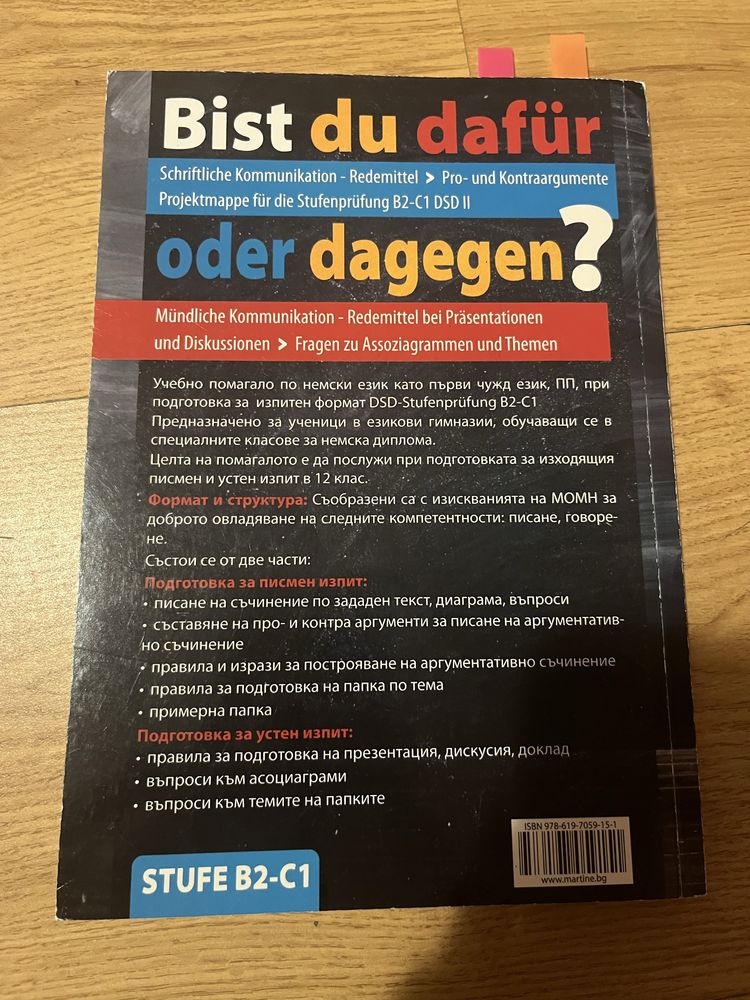 Bist du dafür
Schriftliche Kommunikation - Redemittel > Pro- und Kontraargumente
Projektmappe für die Stufenprüfung B2-C1 DSD II
oder dagegen?
Mündliche Kommunikation - Redemittel bei Präsentationen
und Diskussionen > Fragen zu Assoziagrammen und Themen
Учебно помагало по немски език като първи чужд език, ПП, при
подготовка за изпитен формат DSD-Stufenprüfung B2-C1
Предназначено за ученици в езикови гимназии, обучаващи се в
специалните класове за немска диплома.
Целта на помагалото е да послужи при подготовката за изходящия
писмен и устен изпит в 12 клас.
Формат и структура: Съобразени са с изискванията на МОМН за
доброто овладяване на следните компетентности: писане, говоре-
не.
Състои се от две части:
Подготовка за писмен изпит:
• писане на съчинение по зададен текст, диаграма, въпроси
• съставяне на про- и контра аргументи за писане на аргументатив-
но съчинение
• правила и изрази за построяване на аргументативно съчинение
• правила за подготовка на папка по тема
• примерна папка
Подготовка за устен изпит:
• правила за подготовка на презентация, дискусия, доклад
• въпроси към асоциаграми
• въпроси към темите на папките
ISBN 978-619-7059-15-1
www.martine.bg
STUFE B2-C1